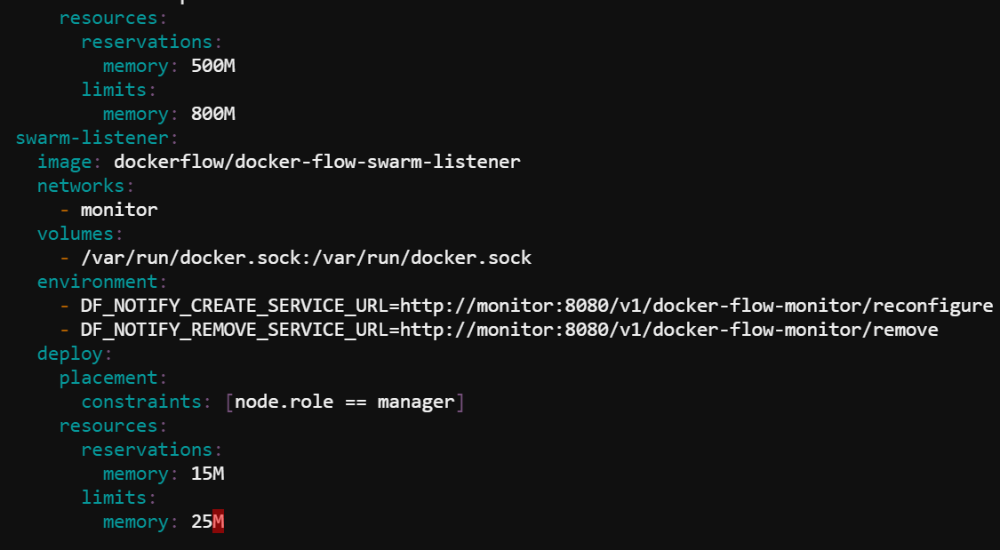 resources:
reservations:
memory: 500M
limits:
memory: 800M
swarm-listener:
image: dockerflow/docker-flow-swarm-listener
networks:
- monitor
volumes:
- /var/run/docker.sock:/var/run/docker.sock
environment:
- DF_NOTIFY_CREATE_SERVICE_URL=http://monitor:8080/v1/docker-flow-monitor/reconfigure
- DF_NOTIFY_REMOVE_SERVICE_URL=http://monitor:8080/v1/docker-flow-monitor/remove
deploy:
placement:
constraints: [node.role == manager]
resources:
reservations:
memory: 15M
limits:
memory: 25M